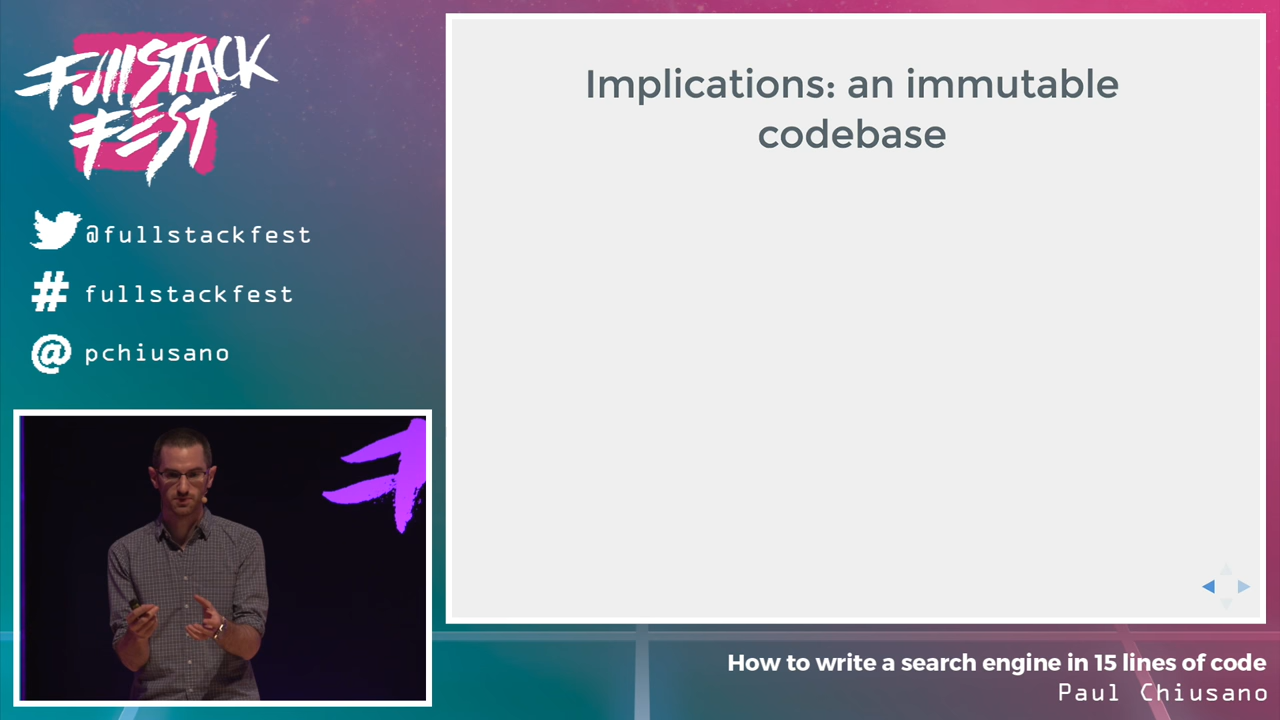 FullSTACK
FEST
@fullstackfest
# fullstackfest
@ pchiusano
Implications: an immutable
codebase
How to write a search engine in 15 lines of code
Paul Chiusano